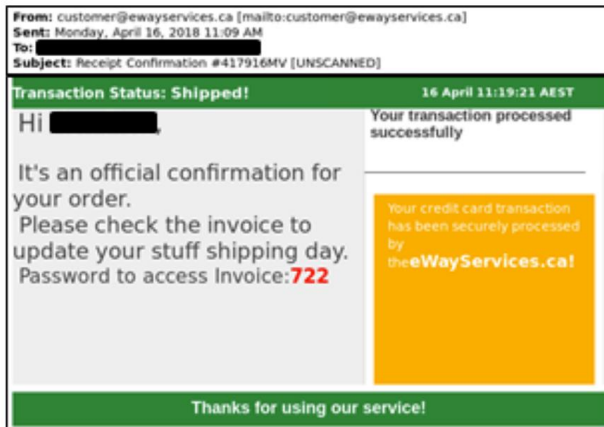 From: customer@ewayservices.ca [mailto:customer@ewayservices.ca]
Sent: Monday, April 16, 2018 11:09 AM
To:
Subject: Receipt Confirmation #417916MV [UNSCANNED]
Transaction Status: Shipped!
16 April 11:19:21 AEST
Hi ,
It's an official confirmation for
your order.
Please check the invoice to
update your stuff shipping day.
Password to access Invoice:722
Your transaction processed
successfully
Your credit card transaction
has been securely processed
by
theeWayServices.ca!
Thanks for using our service!